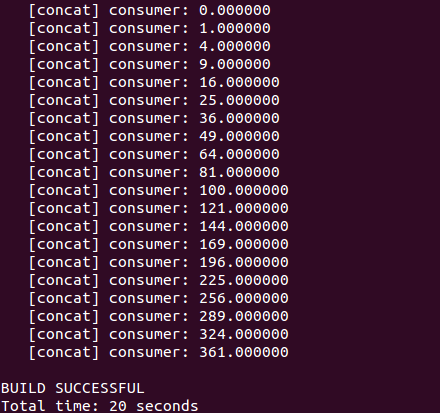 [concat] consumer: 0.000000
[concat] consumer: 1.000000
[concat] consumer: 4.000000
[concat] consumer: 9.000000
[concat] consumer: 16.000000
[concat] consumer: 25.000000
[concat] consumer: 36.000000
[concat] consumer: 49.000000
[concat] consumer: 64.000000
[concat] consumer: 81.000000
[concat] consumer: 100.000000
[concat] consumer: 121.000000
[concat] consumer: 144.000000
[concat] consumer: 169.000000
[concat] consumer: 196.000000
[concat] consumer: 225.000000
[concat] consumer: 256.000000
[concat] consumer: 289.000000
[concat] consumer: 324.000000
[concat] consumer: 361.000000
BUILD SUCCESSFUL
Total time: 20 seconds